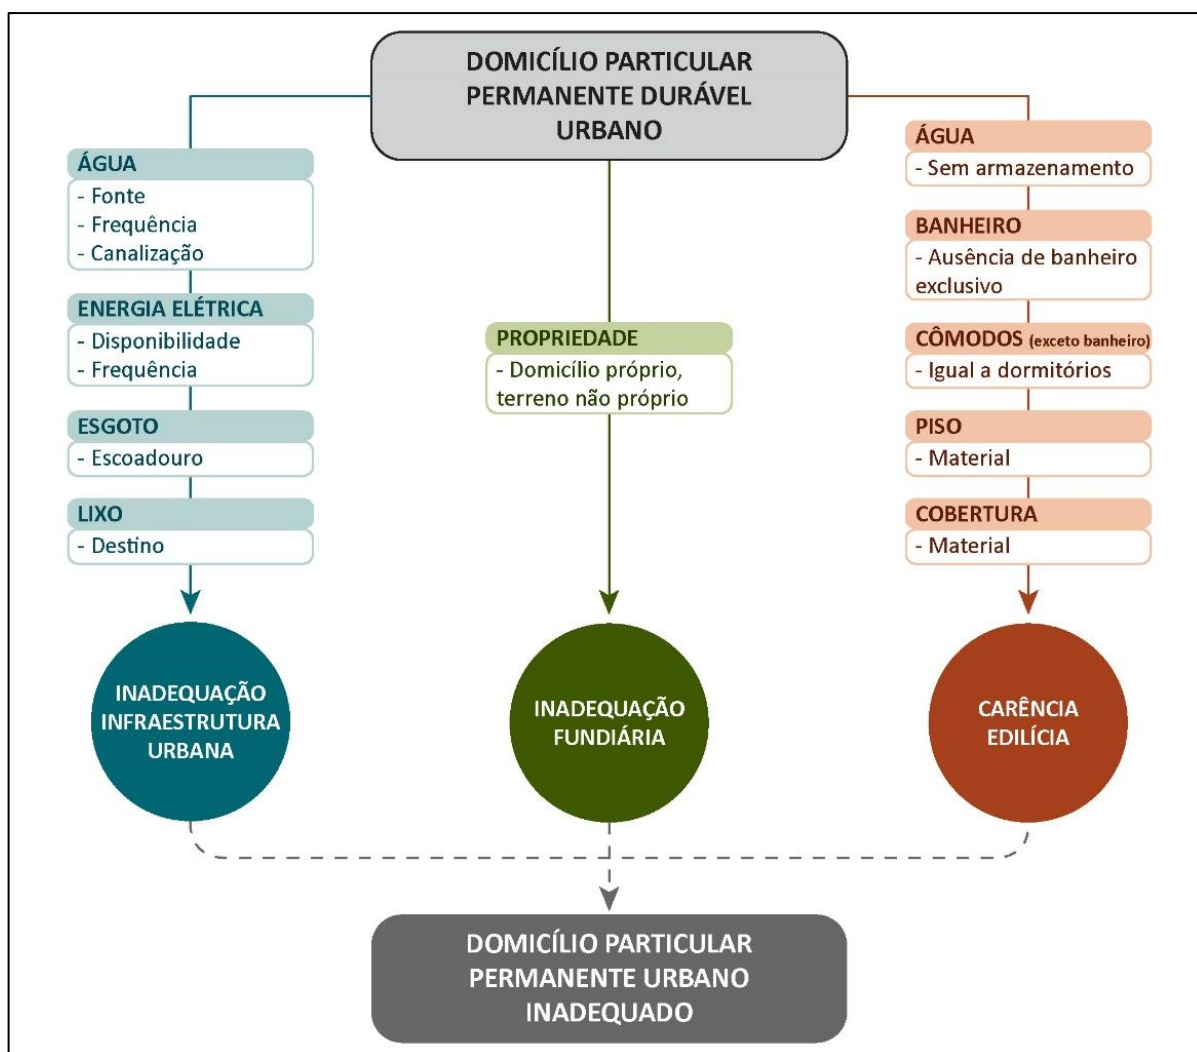 DOMICÍLIO PARTICULAR
PERMANENTE DURÁVEL
URBANO
ÁGUA
- Fonte
- Frequência
- Canalização
ENERGIA ELÉTRICA
- Disponibilidade
- Frequência
ESGOTO
- Escoadouro
LIXO
- Destino
INADEQUAÇÃO
INFRAESTRUTURA
URBANA
PROPRIEDADE
- Domicílio próprio,
terreno não próprio
INADEQUAÇÃO
FUNDIÁRIA
ÁGUA
- Sem armazenamento
BANHEIRO
- Ausência de banheiro
exclusivo
CÔMODOS (exceto banheiro)
- Igual a dormitórios
PISO
- Material
COBERTURA
- Material
CARÊNCIA
EDILÍCIA
DOMICÍLIO PARTICULAR
PERMANENTE URBANO
INADEQUADO